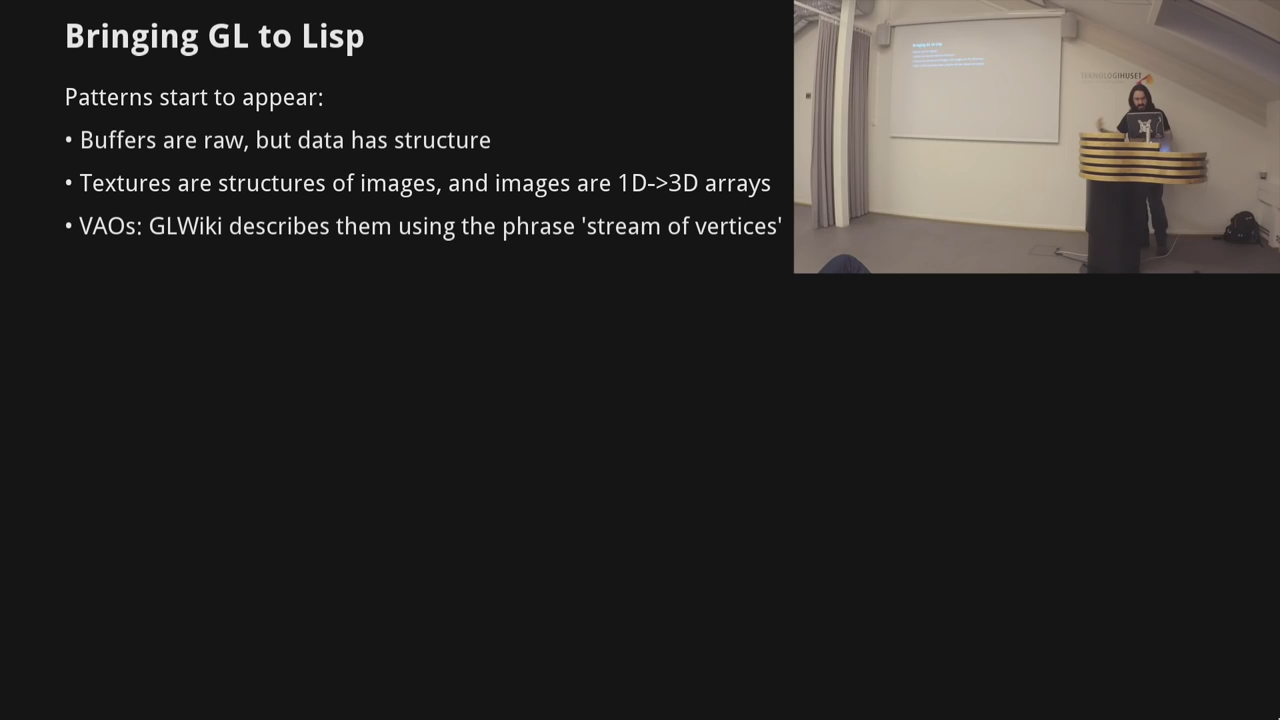 Bringing GL to Lisp
Patterns start to appear:
• Buffers are raw, but data has structure
• Textures are structures of images, and images are 1D->3D arrays
• VAOs: GLWiki describes them using the phrase 'stream of vertices'
TEKNOLOGIHUSET